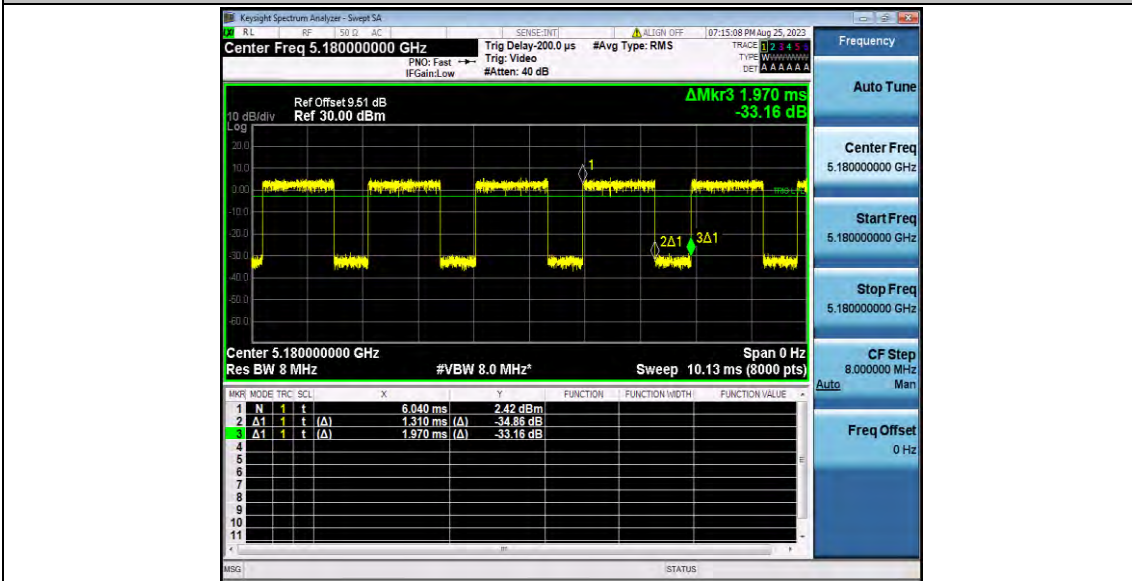 Keysight Spectrum Analyzer - Swept SA
RL RF 50 Ω AC SENSE:INT ALIGN OFF 07:15:08 PM Aug 25, 2023
Center Freq 5.180000000 GHz Trig Delay-200.0 µs #Avg Type: RMS TRACE 1 2 3 4 5 6
PNO: Fast Trig: Video TYPE WWWWWW
IFGain:Low #Atten: 40 dB DET A A A A A A
ΔMkr3 1.970 ms
-33.16 dB
Ref Offset 9.51 dB
10 dB/div Ref 30.00 dBm
Log
20.0
10.0
0.00
-10.0
-20.0
-30.0
-40.0
-50.0
-60.0
1
2Δ1
3Δ1
Center 5.180000000 GHz Span 0 Hz
Res BW 8 MHz #VBW 8.0 MHz* Sweep 10.13 ms (8000 pts)
MKR MODE TRC SCL X Y FUNCTION FUNCTION WIDTH FUNCTION VALUE
1 N 1 t 6.040 ms 2.42 dBm
2 Δ1 1 t (Δ) 1.310 ms (Δ) -34.86 dB
3 Δ1 1 t (Δ) 1.970 ms (Δ) -33.16 dB
4
5
6
7
8
9
10
11
MSG STATUS
Frequency
Auto Tune
Center Freq
5.180000000 GHz
Start Freq
5.180000000 GHz
Stop Freq
5.180000000 GHz
CF Step
8.000000 MHz
Auto Man
Freq Offset
0 Hz